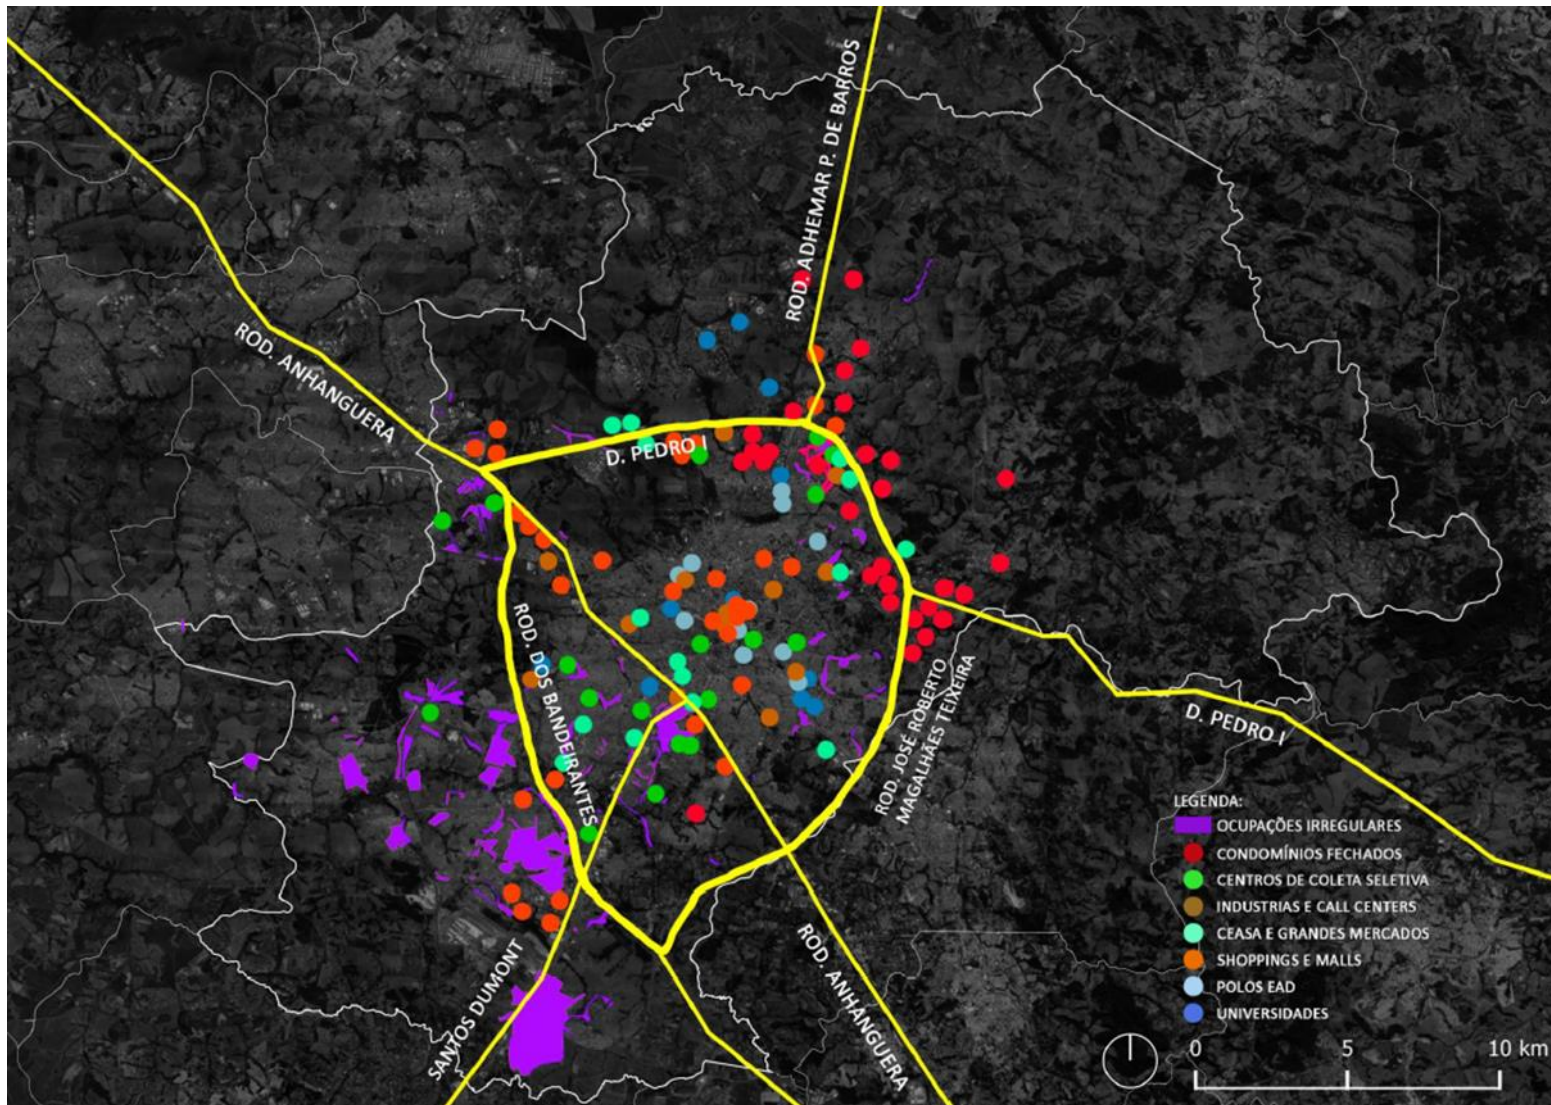 ROD. ADHEMAR P. DE BARROS
ROD. ANHANGUERA
D. PEDRO I
ROD. DOS BANDEIRANTES
ROD. JOSÉ ROBERTO
MAGALHÃES TEIXEIRA
D. PEDRO I
SANTOS DUMONT
ROD. ANHANGUERA
LEGENDA:
OCUPAÇÕES IRREGULARES
CONDOMÍNIOS FECHADOS
CENTROS DE COLETA SELETIVA
INDUSTRIAS E CALL CENTERS
CEASA E GRANDES MERCADOS
SHOPPINGS E MALLS
POLOS EAD
UNIVERSIDADES
0 5 10 km